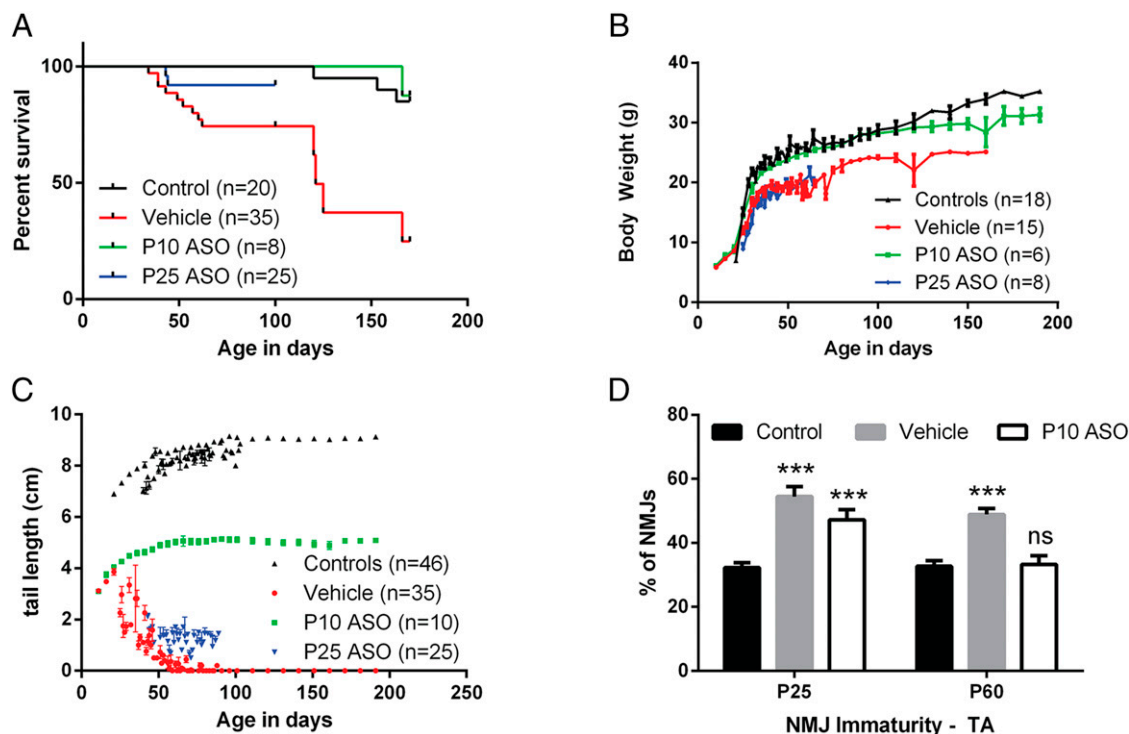 A
Percent survival
100
50
0
Control (n=20)
Vehicle (n=35)
P10 ASO (n=8)
P25 ASO (n=25)
0 50 100 150 200
Age in days
B
Body Weight (g)
40
30
20
10
0
Controls (n=18)
Vehicle (n=15)
P10 ASO (n=6)
P25 ASO (n=8)
0 50 100 150 200
Age in days
C
tail length (cm)
10
8
6
4
2
0
Controls (n=46)
Vehicle (n=35)
P10 ASO (n=10)
P25 ASO (n=25)
0 50 100 150 200 250
Age in days
D
% of NMJs
80
60
40
20
0
Control Vehicle P10 ASO
*** *** *** ns
P25 P60
NMJ Immaturity - TA